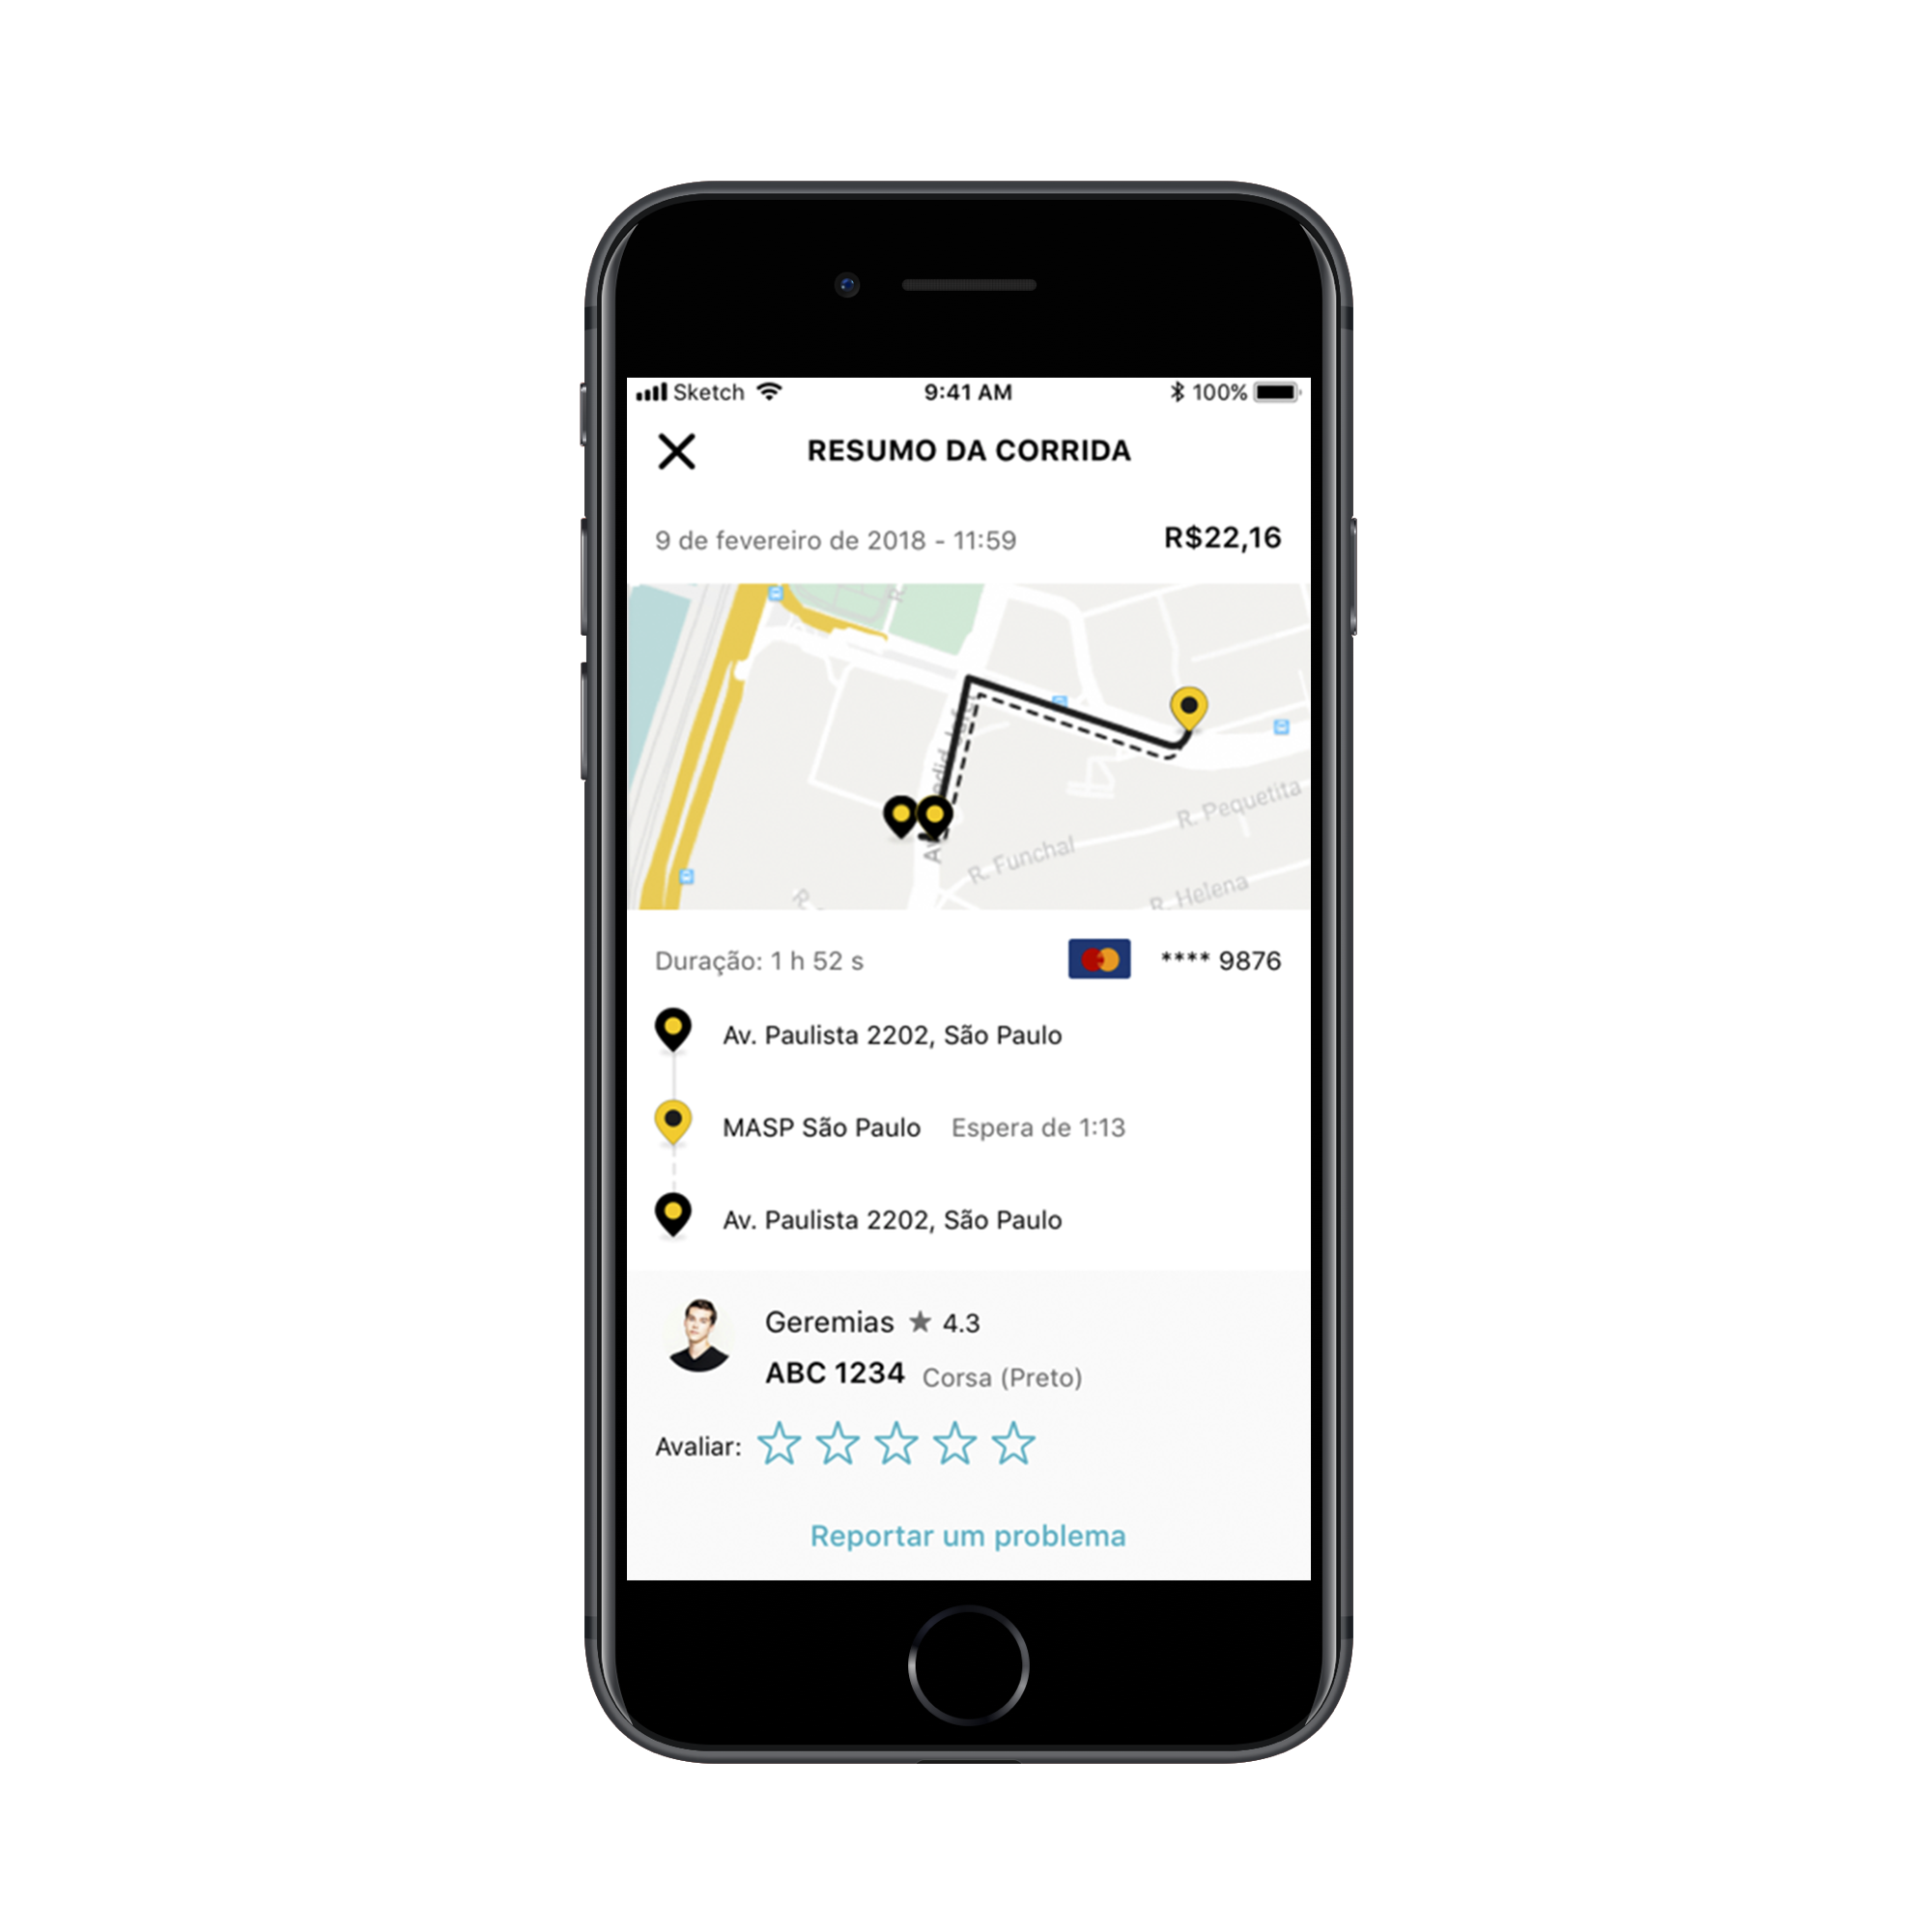 Sketch 9:41 AM 100%
RESUMO DA CORRIDA
9 de fevereiro de 2018 - 11:59 R$22,16
R. Pequetita
R. Funchal
R. Helena
Duração: 1 h 52 s **** 9876
Av. Paulista 2202, São Paulo
MASP São Paulo Espera de 1:13
Av. Paulista 2202, São Paulo
Geremias ★ 4.3
ABC 1234 Corsa (Preto)
Avaliar:
Reportar um problema